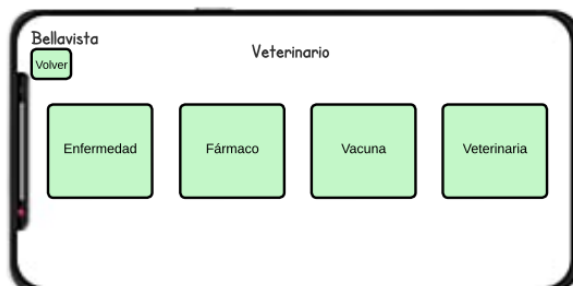 Bellavista
Volver
Veterinario
Enfermedad
Fármaco
Vacuna
Veterinaria